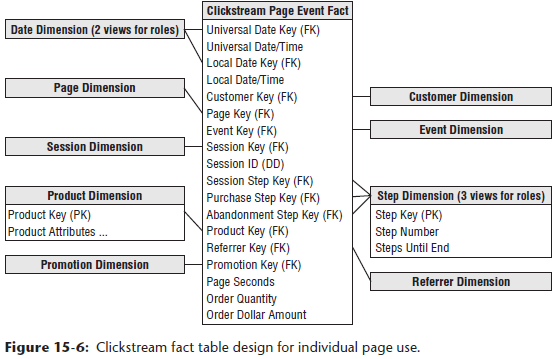 Clickstream Page Event Fact
Date Dimension (2 views for roles)
Universal Date Key (FK)
Universal Date/Time
Local Date Key (FK)
Local Date/Time
Customer Key (FK)
Page Key (FK)
Event Key (FK)
Session Key (FK)
Session ID (DD)
Session Step Key (FK)
Purchase Step Key (FK)
Abandonment Step Key (FK)
Product Key (FK)
Referrer Key (FK)
Promotion Key (FK)
Page Seconds
Order Quantity
Order Dollar Amount
Page Dimension
Session Dimension
Product Dimension
Product Key (PK)
Product Attributes ...
Promotion Dimension
Customer Dimension
Event Dimension
Step Dimension (3 views for roles)
Step Key (PK)
Step Number
Steps Until End
Referrer Dimension
Figure 15-6: Clickstream fact table design for individual page use.